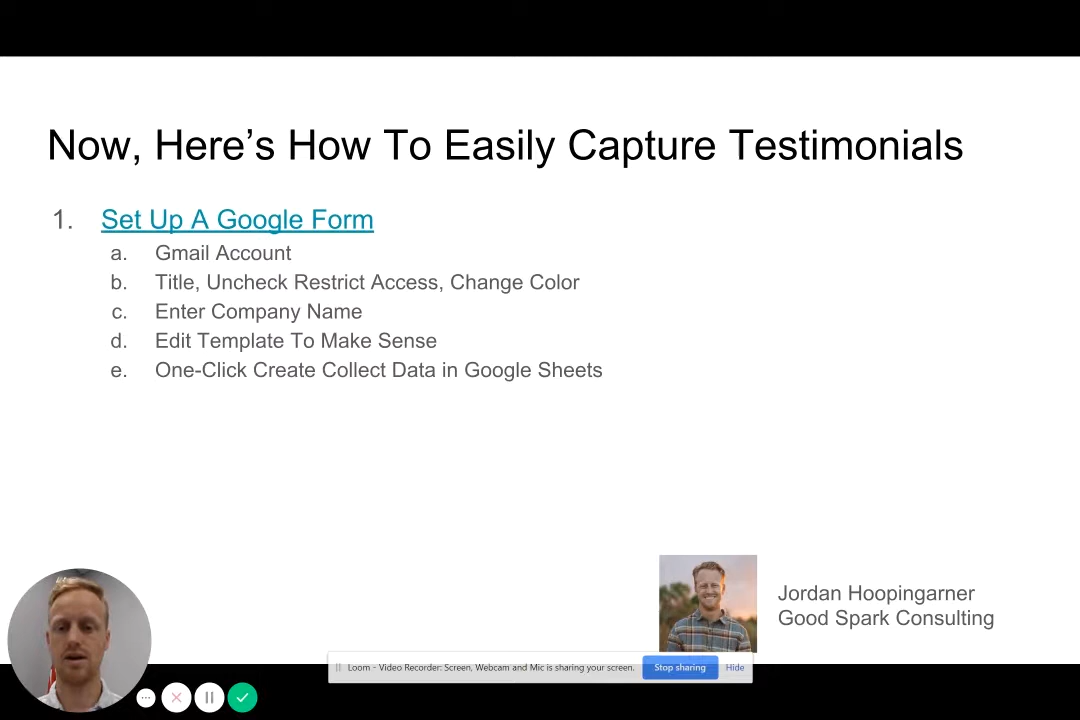 Now, Here’s How To Easily Capture Testimonials
1. Set Up A Google Form
a. Gmail Account
b. Title, Uncheck Restrict Access, Change Color
c. Enter Company Name
d. Edit Template To Make Sense
e. One-Click Create Collect Data in Google Sheets
Jordan Hoopingarner
Good Spark Consulting
Loom - Video Recorder: Screen, Webcam and Mic is sharing your screen. Stop sharing Hide